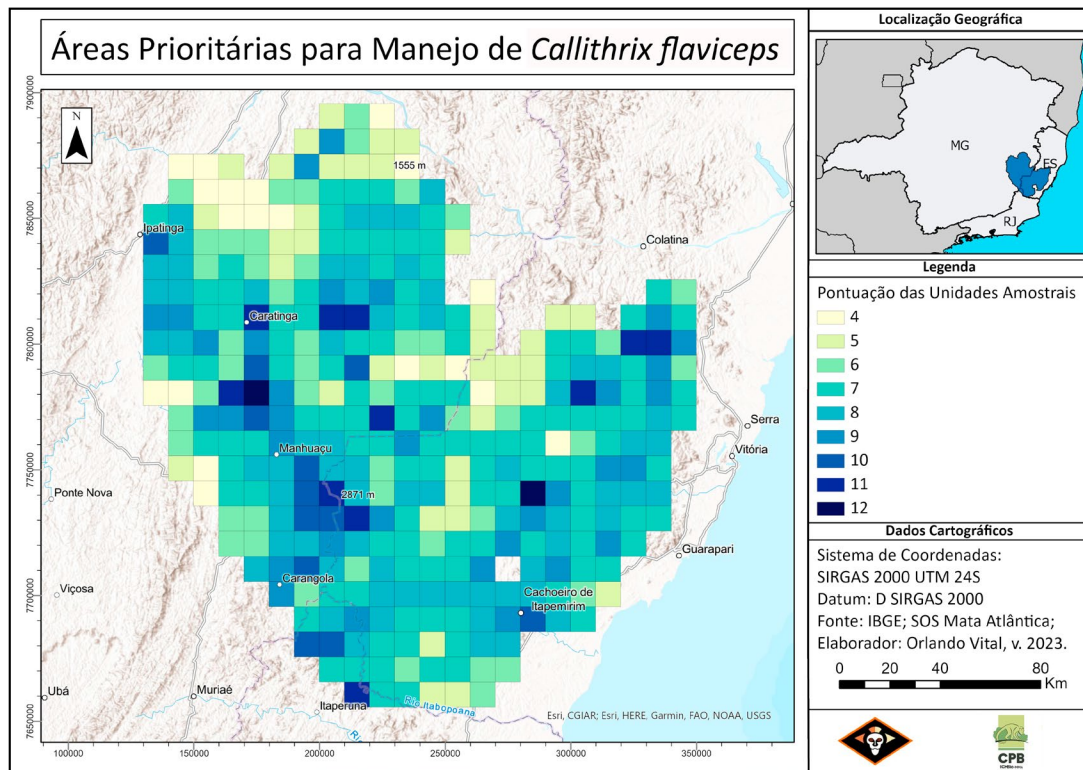 Áreas Prioritárias para Manejo de Callithrix flaviceps
7900000
7850000
7800000
7750000
7700000
7650000
N
1555 m
Ipatinga
Colatina
Caratinga
Serra
Vitória
Manhuaçu
2871 m
Ponte Nova
Guarapari
Viçosa
Carangola
Cachoeiro de
Itapemirim
Ubá
Muriaé
Itaperuna
Rio Itabapoana
Esri, CGIAR; Esri, HERE, Garmin, FAO, NOAA, USGS
100000
150000
200000
250000
300000
350000
Localização Geográfica
MG
ES
RJ
Legenda
Pontuação das Unidades Amostrais
4
5
6
7
8
9
10
11
12
Dados Cartográficos
Sistema de Coordenadas:
SIRGAS 2000 UTM 24S
Datum: D SIRGAS 2000
Fonte: IBGE; SOS Mata Atlântica;
Elaborador: Orlando Vital, v. 2023.
0 20 40 80
Km
CPB